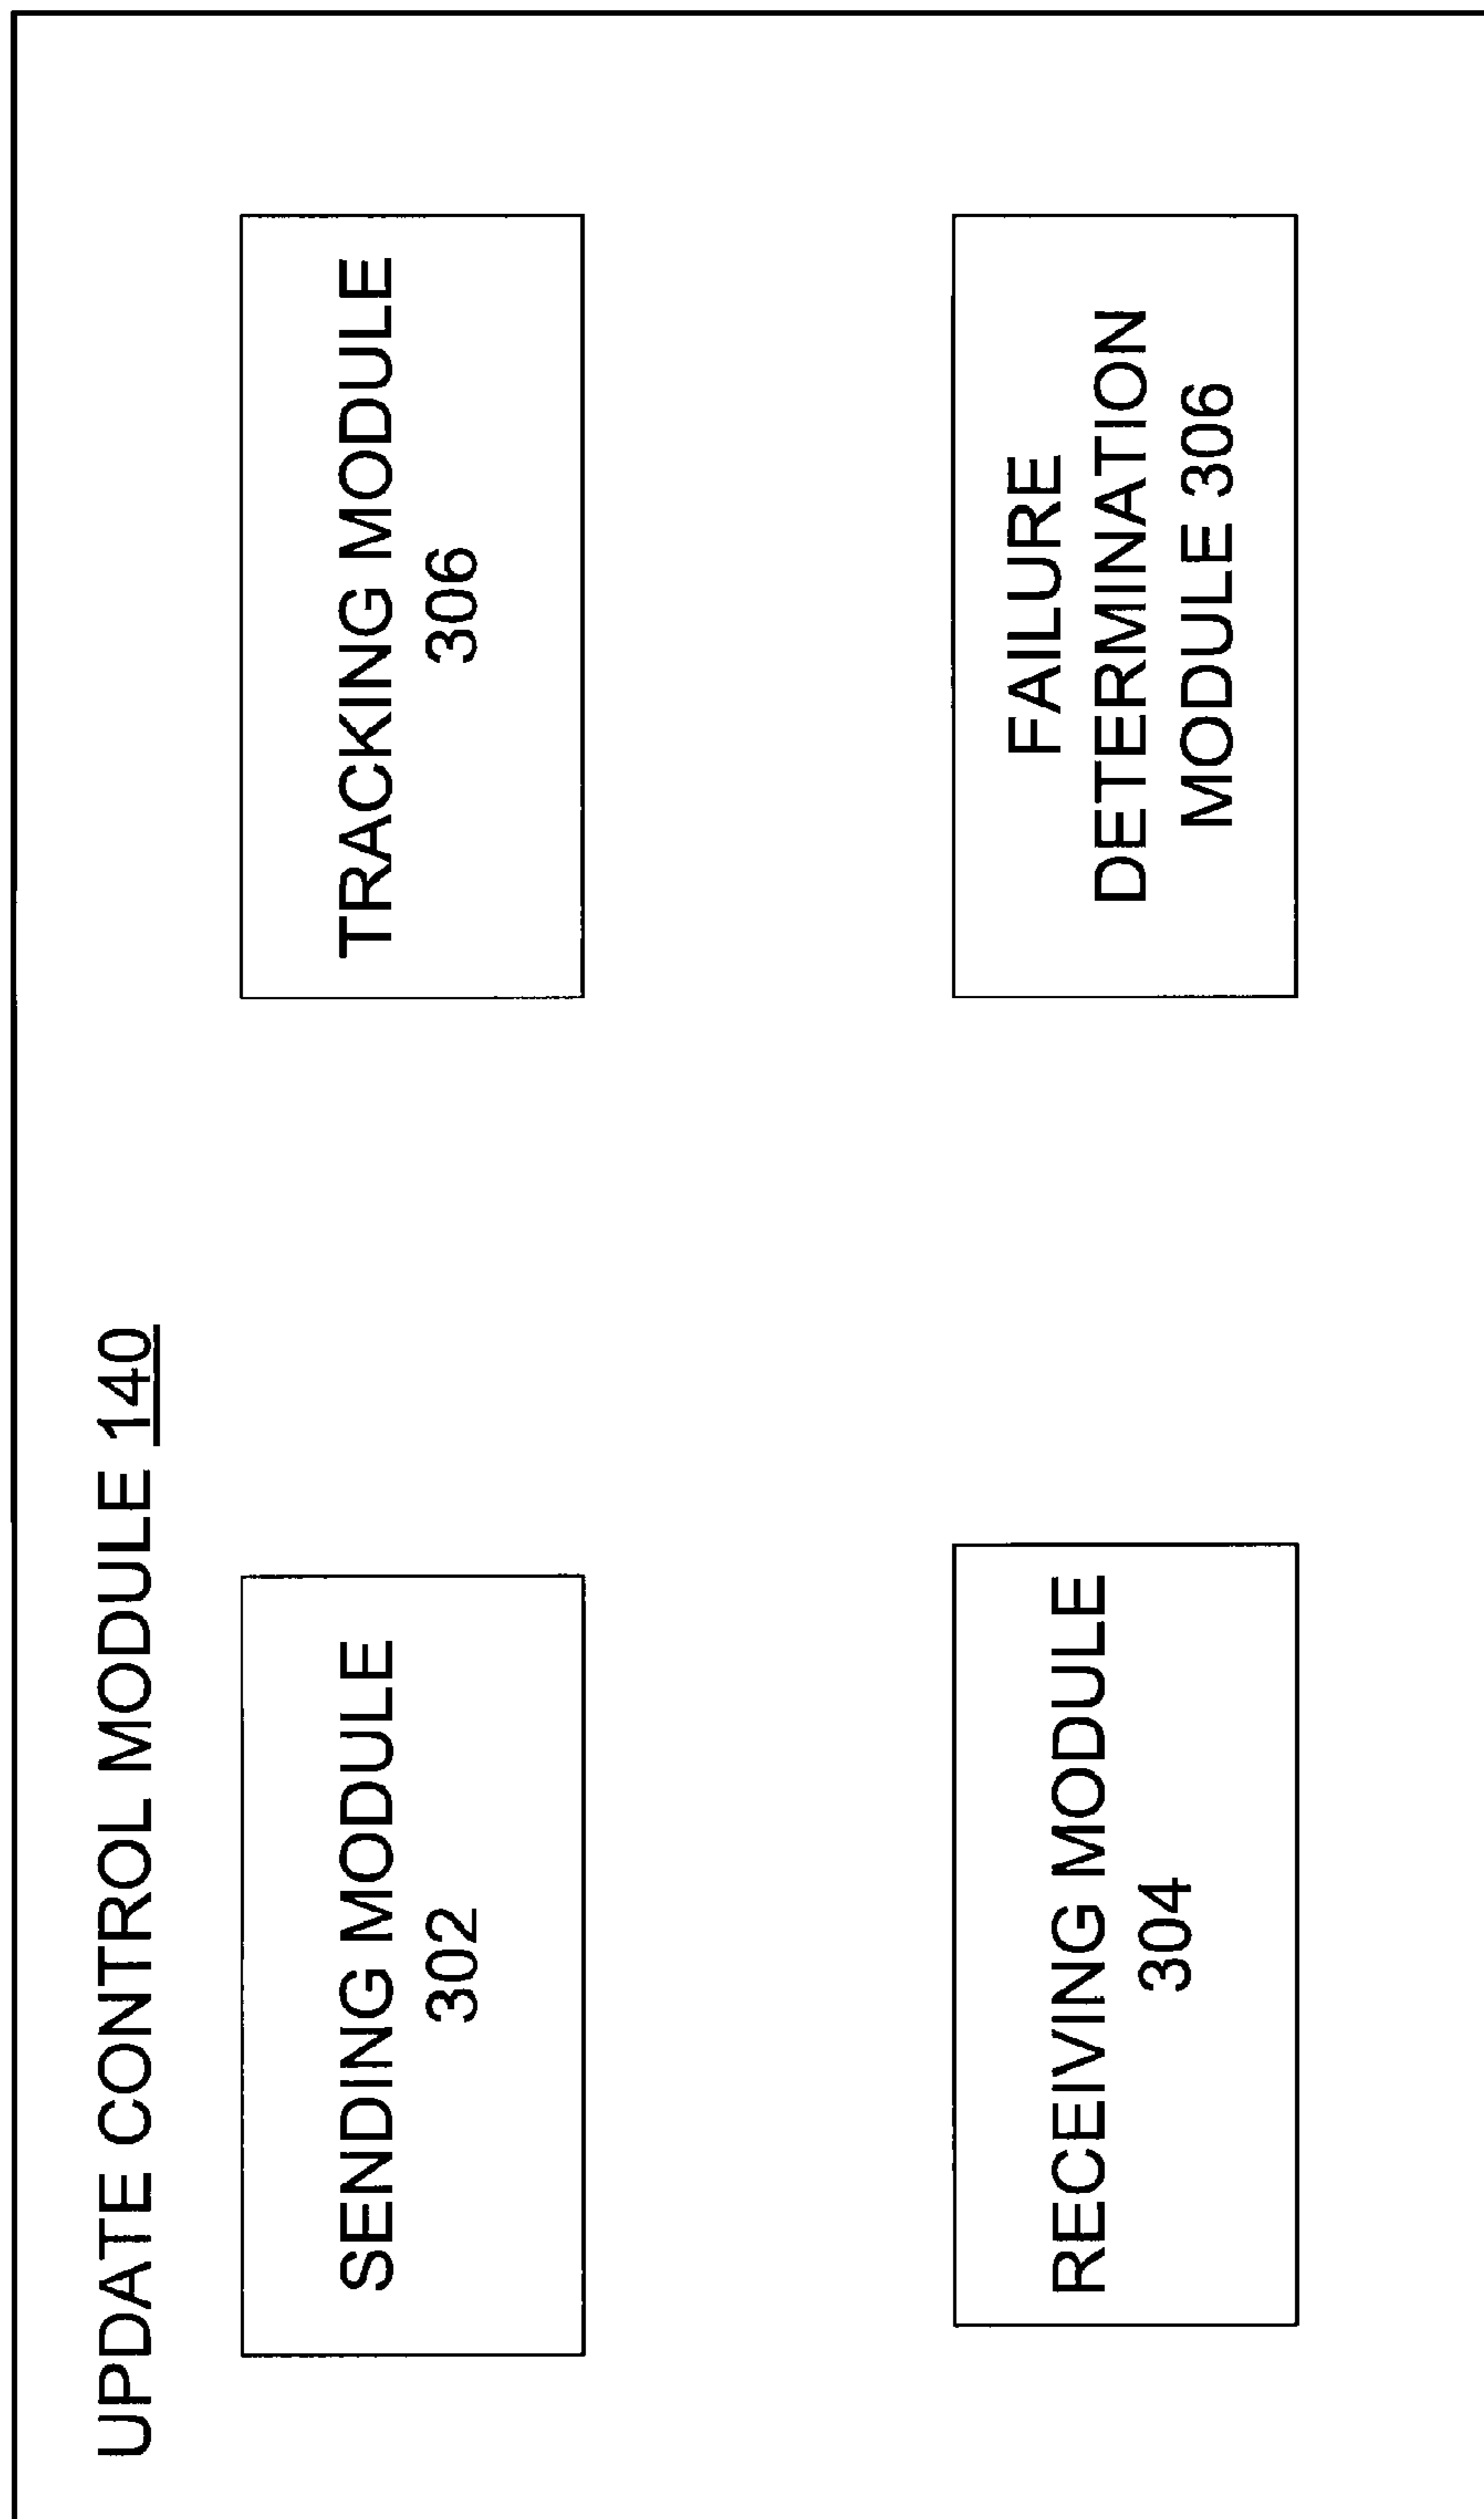 UPDATE CONTROL MODULE 140
SENDING MODULE
302
TRACKING MODULE
306
RECEIVING MODULE
304
FAILURE
DETERMINATION
MODULE 306